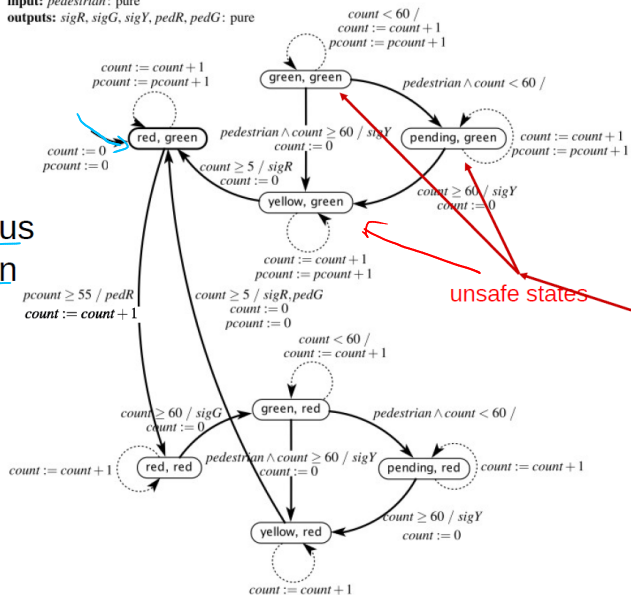 input: pedestrian: pure
outputs: sigR, sigG, sigY, pedR, pedG: pure
count < 60 /
count := count + 1
pcount := pcount + 1
count := count + 1
pcount := pcount + 1
green, green
pedestrian ∧ count < 60 /
red, green
pedestrian ∧ count ≥ 60 / sigY
count := 0
pending, green
count := count + 1
pcount := pcount + 1
count := 0
pcount := 0
count ≥ 5 / sigR
count := 0
yellow, green
count ≥ 60 / sigY
count := 0
us
n
count := count + 1
pcount := pcount + 1
unsafe states
pcount ≥ 55 / pedR
count := count + 1
count ≥ 5 / sigR, pedG
count := 0
pcount := 0
count < 60 /
count := count + 1
green, red
count ≥ 60 / sigG
count := 0
pedestrian ∧ count < 60 /
count := count + 1
red, red
pedestrian ∧ count ≥ 60 / sigY
count := 0
pending, red
count := count + 1
yellow, red
count ≥ 60 / sigY
count := 0
count := count + 1